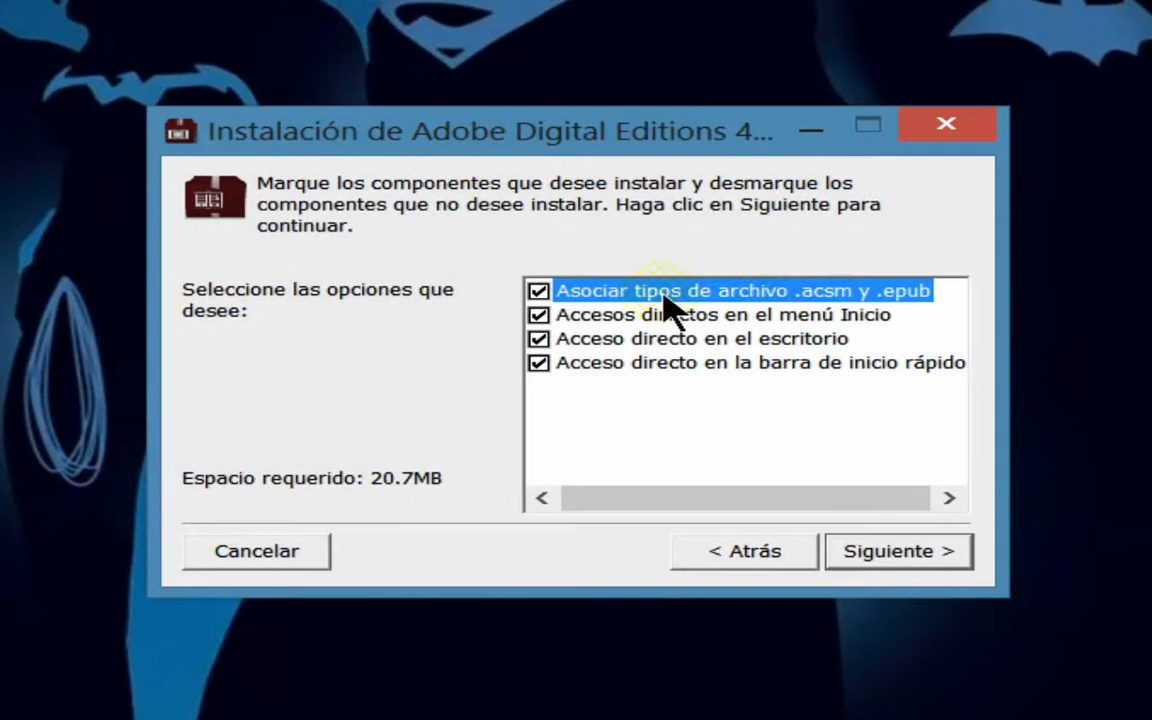 Instalación de Adobe Digital Editions 4...
Marque los componentes que desee instalar y desmarque los
componentes que no desee instalar. Haga clic en Siguiente para
continuar.
Seleccione las opciones que
desee:
Asociar tipos de archivo .acsm y .epub
Accesos directos en el menú Inicio
Acceso directo en el escritorio
Acceso directo en la barra de inicio rápido
Espacio requerido: 20.7MB
Cancelar
< Atrás
Siguiente >